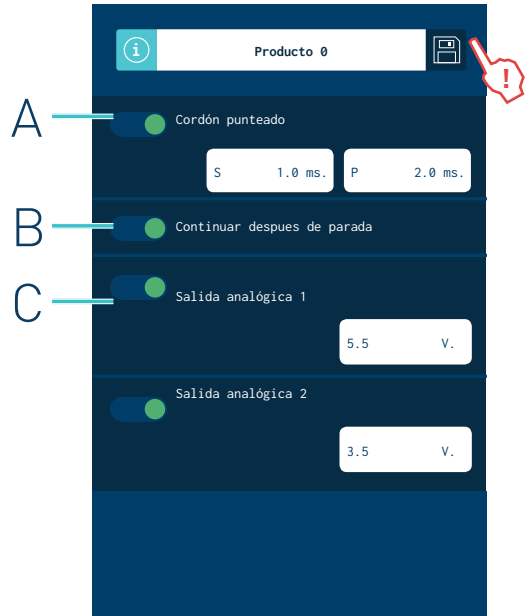 i Producto 0
!
A
Cordón punteado
S 1.0 ms. P 2.0 ms.
B
Continuar despues de parada
C
Salida analógica 1
5.5 V.
Salida analógica 2
3.5 V.